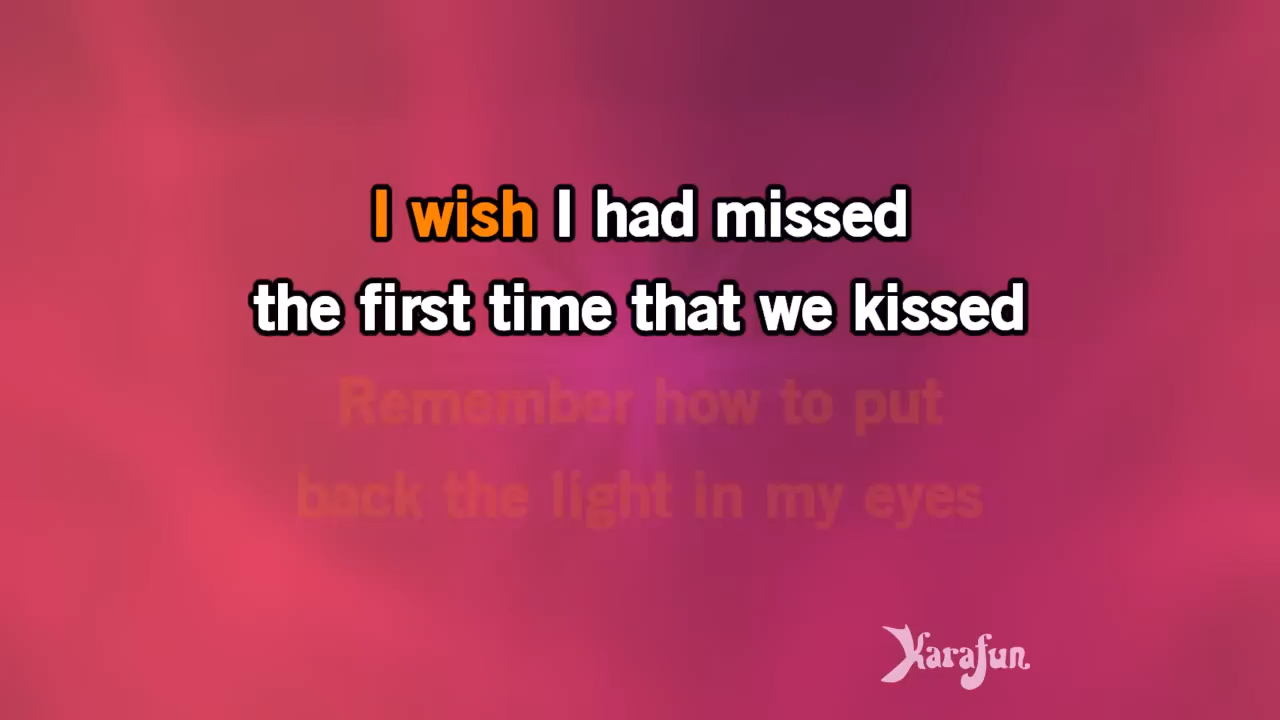 I wish I had missed
the first time that we kissed
Remember how to put
back the light in my eyes
Karafun